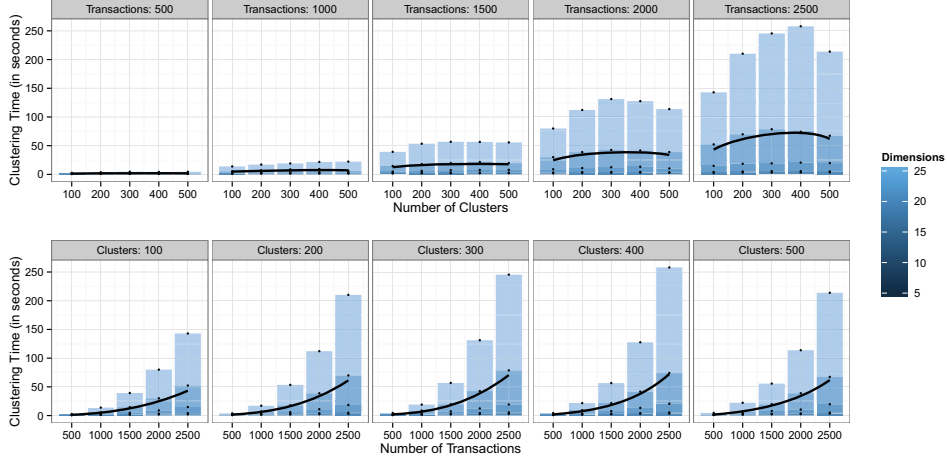 Transactions: 500 Transactions: 1000 Transactions: 1500 Transactions: 2000 Transactions: 2500
Clustering Time (in seconds)
250
200
150
100
50
0
100 200 300 400 500 100 200 300 400 500 100 200 300 400 500 100 200 300 400 500 100 200 300 400 500
Number of Clusters
Dimensions
25
20
15
10
5
Clusters: 100 Clusters: 200 Clusters: 300 Clusters: 400 Clusters: 500
Clustering Time (in seconds)
250
200
150
100
50
0
500 1000 1500 2000 2500 500 1000 1500 2000 2500 500 1000 1500 2000 2500 500 1000 1500 2000 2500 500 1000 1500 2000 2500
Number of Transactions